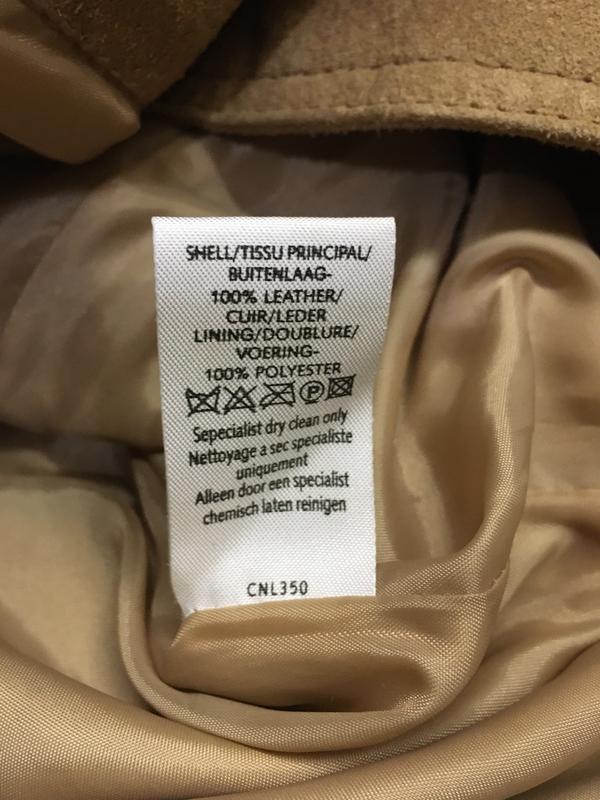 SHELL/TISSU PRINCIPAL/
BUITENLAAG-
100% LEATHER/
CUIR/LEDER
LINING/DOUBLURE/
VOERING-
100% POLYESTER
P
Sepecialist dry clean only
Nettoyage a sec specialiste
uniquement
Alleen door een specialist
chemisch laten reinigen
CNL350